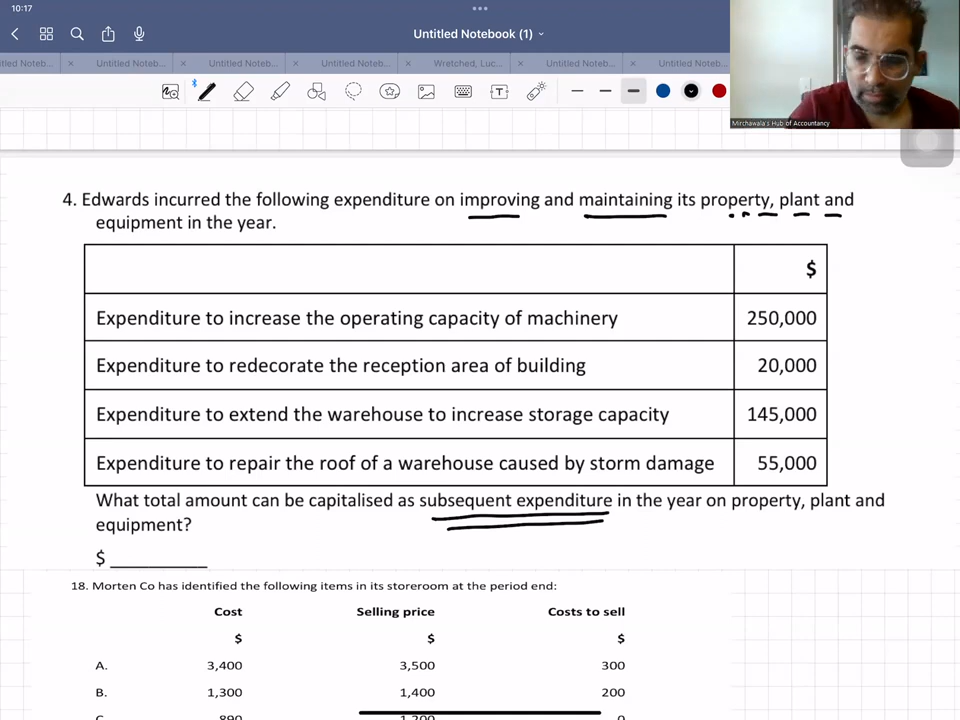 10:17
Untitled Notebook (1)
tled Noteb...
Untitled Noteb...
Untitled Noteb...
Untitled Noteb...
Wretched, Luc...
Untitled Noteb...
Untitled Noteb...
Mirchawala's Hub of Accountancy
4. Edwards incurred the following expenditure on improving and maintaining its property, plant and
equipment in the year.
$
Expenditure to increase the operating capacity of machinery 250,000
Expenditure to redecorate the reception area of building 20,000
Expenditure to extend the warehouse to increase storage capacity 145,000
Expenditure to repair the roof of a warehouse caused by storm damage 55,000
What total amount can be capitalised as subsequent expenditure in the year on property, plant and
equipment?
$ __________
18. Morten Co has identified the following items in its storeroom at the period end:
Cost Selling price Costs to sell
$ $ $
A. 3,400 3,500 300
B. 1,300 1,400 200
C. 890 1,200 0